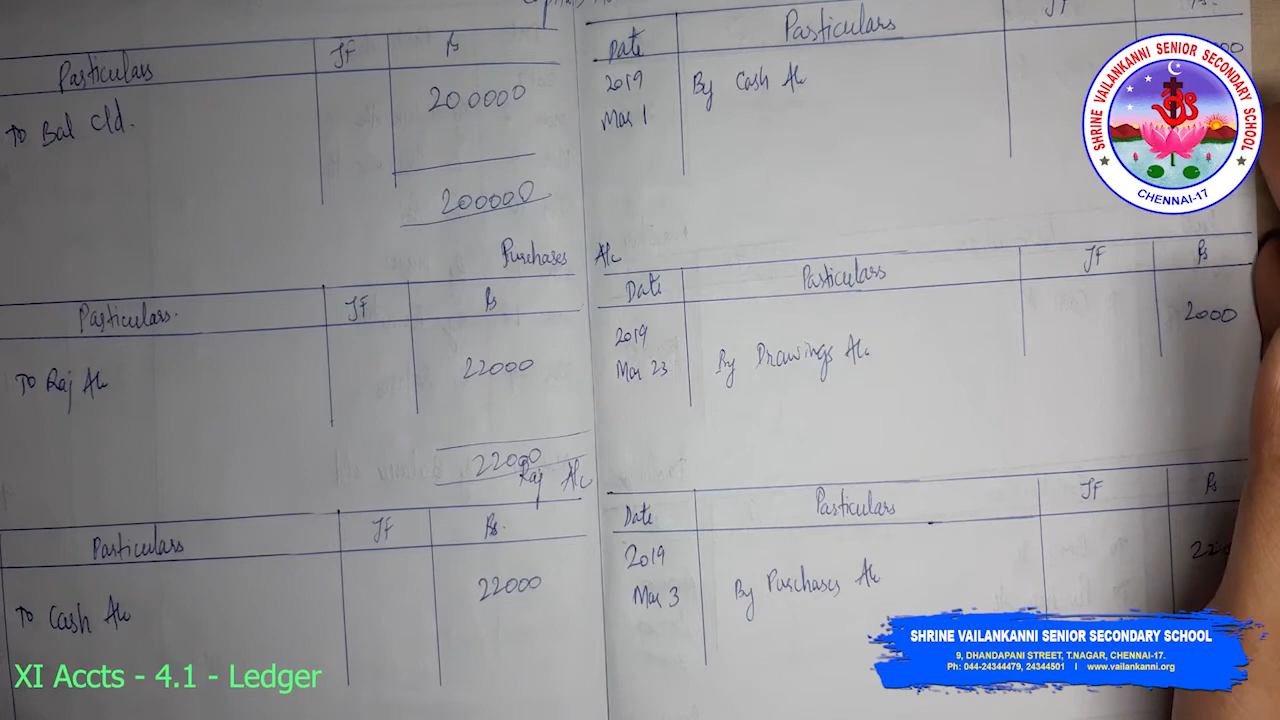 Particulars JF Rs
To Bal C/d. 200000
200000
Date Particulars JF Rs.
2019
Mar 1 By Cash A/c
Purchases A/c
Particulars. JF Rs
To Raj A/c 22000
22000
Date Particulars JF Rs
2019
Mar 23 By Drawings A/c 2000
Raj A/c
Particulars JF Rs.
To Cash A/c 22000
Date Particulars JF Rs
2019
Mar 3 By Purchases A/c
SHRINE VAILANKANNI SENIOR SECONDARY SCHOOL
CHENNAI-17
SHRINE VAILANKANNI SENIOR SECONDARY SCHOOL
9, DHANDAPANI STREET, T.NAGAR, CHENNAI-17.
Ph: 044-24344479, 24344501 I www.vailankanni.org
XI Accts - 4.1 - Ledger